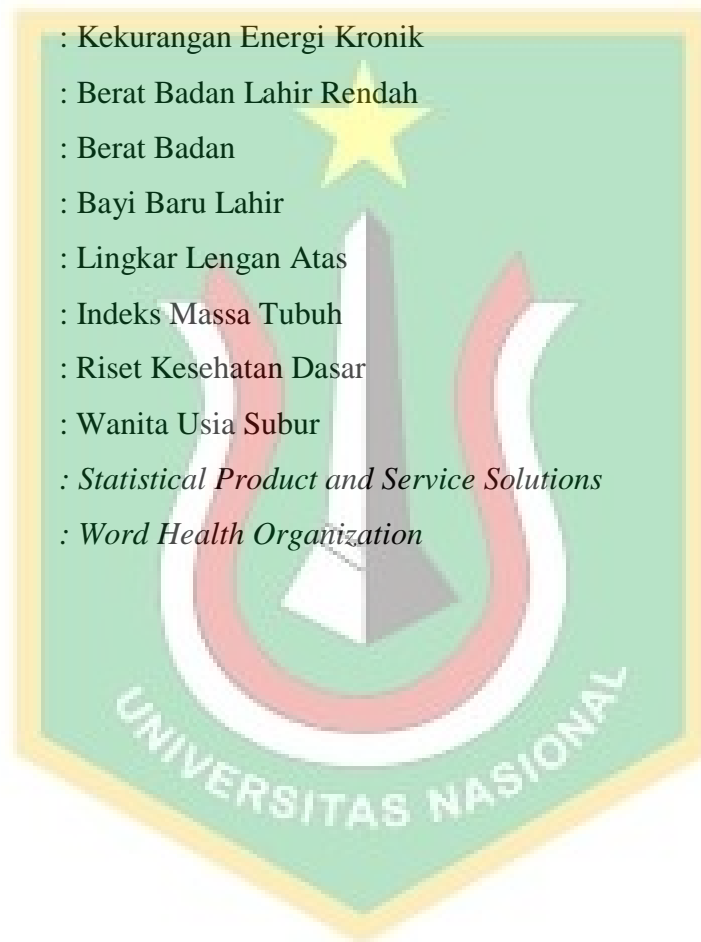 : Kekurangan Energi Kronik
: Berat Badan Lahir Rendah
: Berat Badan
: Bayi Baru Lahir
: Lingkar Lengan Atas
: Indeks Massa Tubuh
: Riset Kesehatan Dasar
: Wanita Usia Subur
: Statistical Product and Service Solutions
: Word Health Organization
UNIVERSITAS NASIONAL